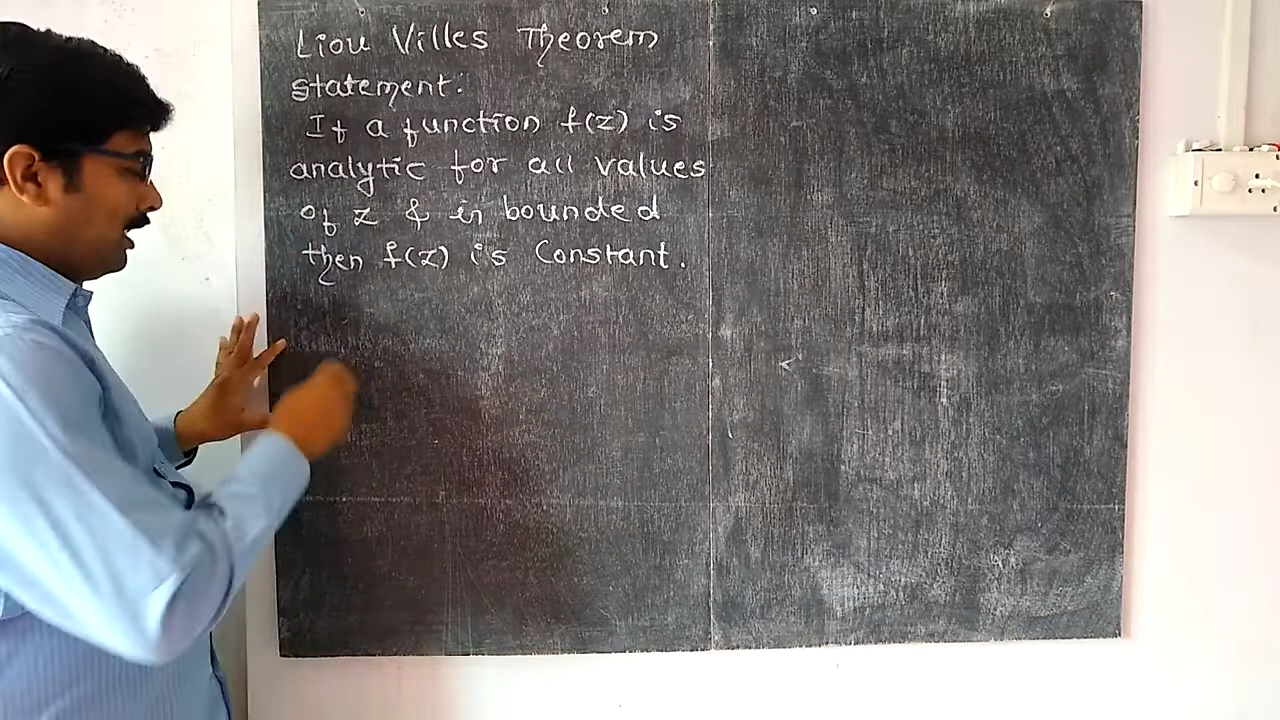 Liou Villes Theorem
statement:
If a function f(z) is
analytic for all values
of z & is bounded
then f(z) is Constant.